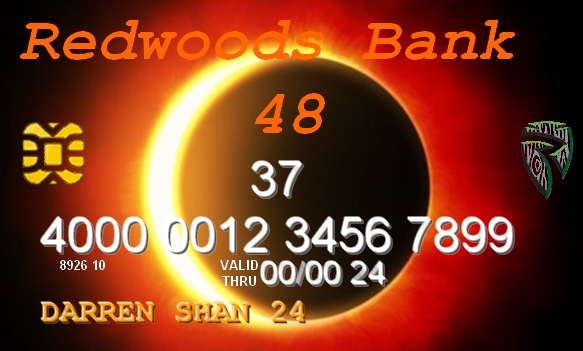 Redwoods Bank
48
37
4000 0012 3456 7899
8926 10
VALID THRU 00/00 24
DARREN SHAN 24